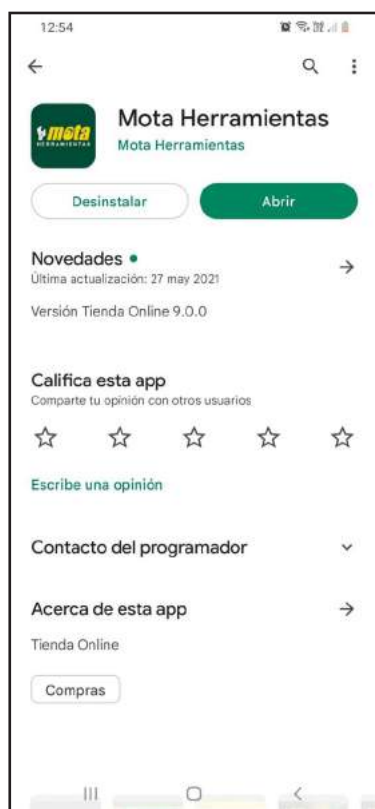 12:54
Mota Herramientas
mota
HERRAMIENTAS
Mota Herramientas
Desinstalar
Abrir
Novedades
Última actualización: 27 may 2021
Versión Tienda Online 9.0.0
Califica esta app
Comparte tu opinión con otros usuarios
Escribe una opinión
Contacto del programador
Acerca de esta app
Tienda Online
Compras